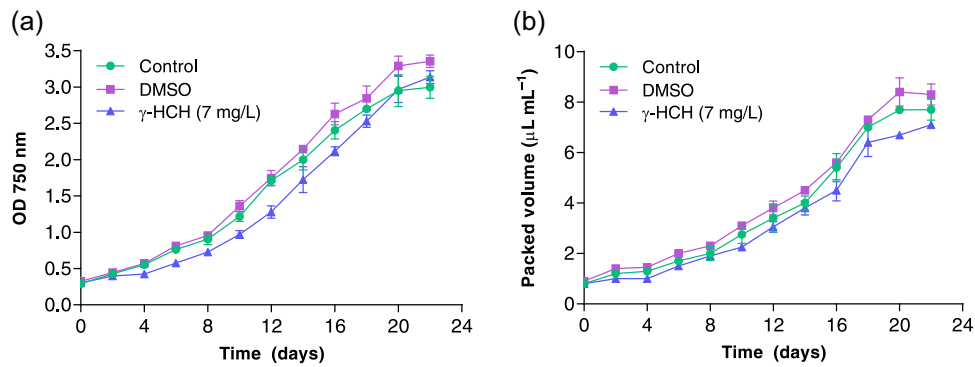 (a)
3.5
3.0
2.5
2.0
1.5
1.0
0.5
0.0
OD 750 nm
Control
DMSO
γ-HCH (7 mg/L)
0 4 8 12 16 20 24
Time (days)
(b)
10
8
6
4
2
0
Packed volume (μL mL⁻¹)
Control
DMSO
γ-HCH (7 mg/L)
0 4 8 12 16 20 24
Time (days)